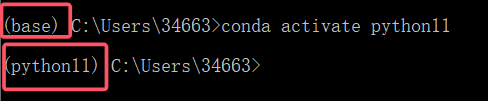 (base) C:\Users\34663>conda activate python11
(python11) C:\Users\34663>